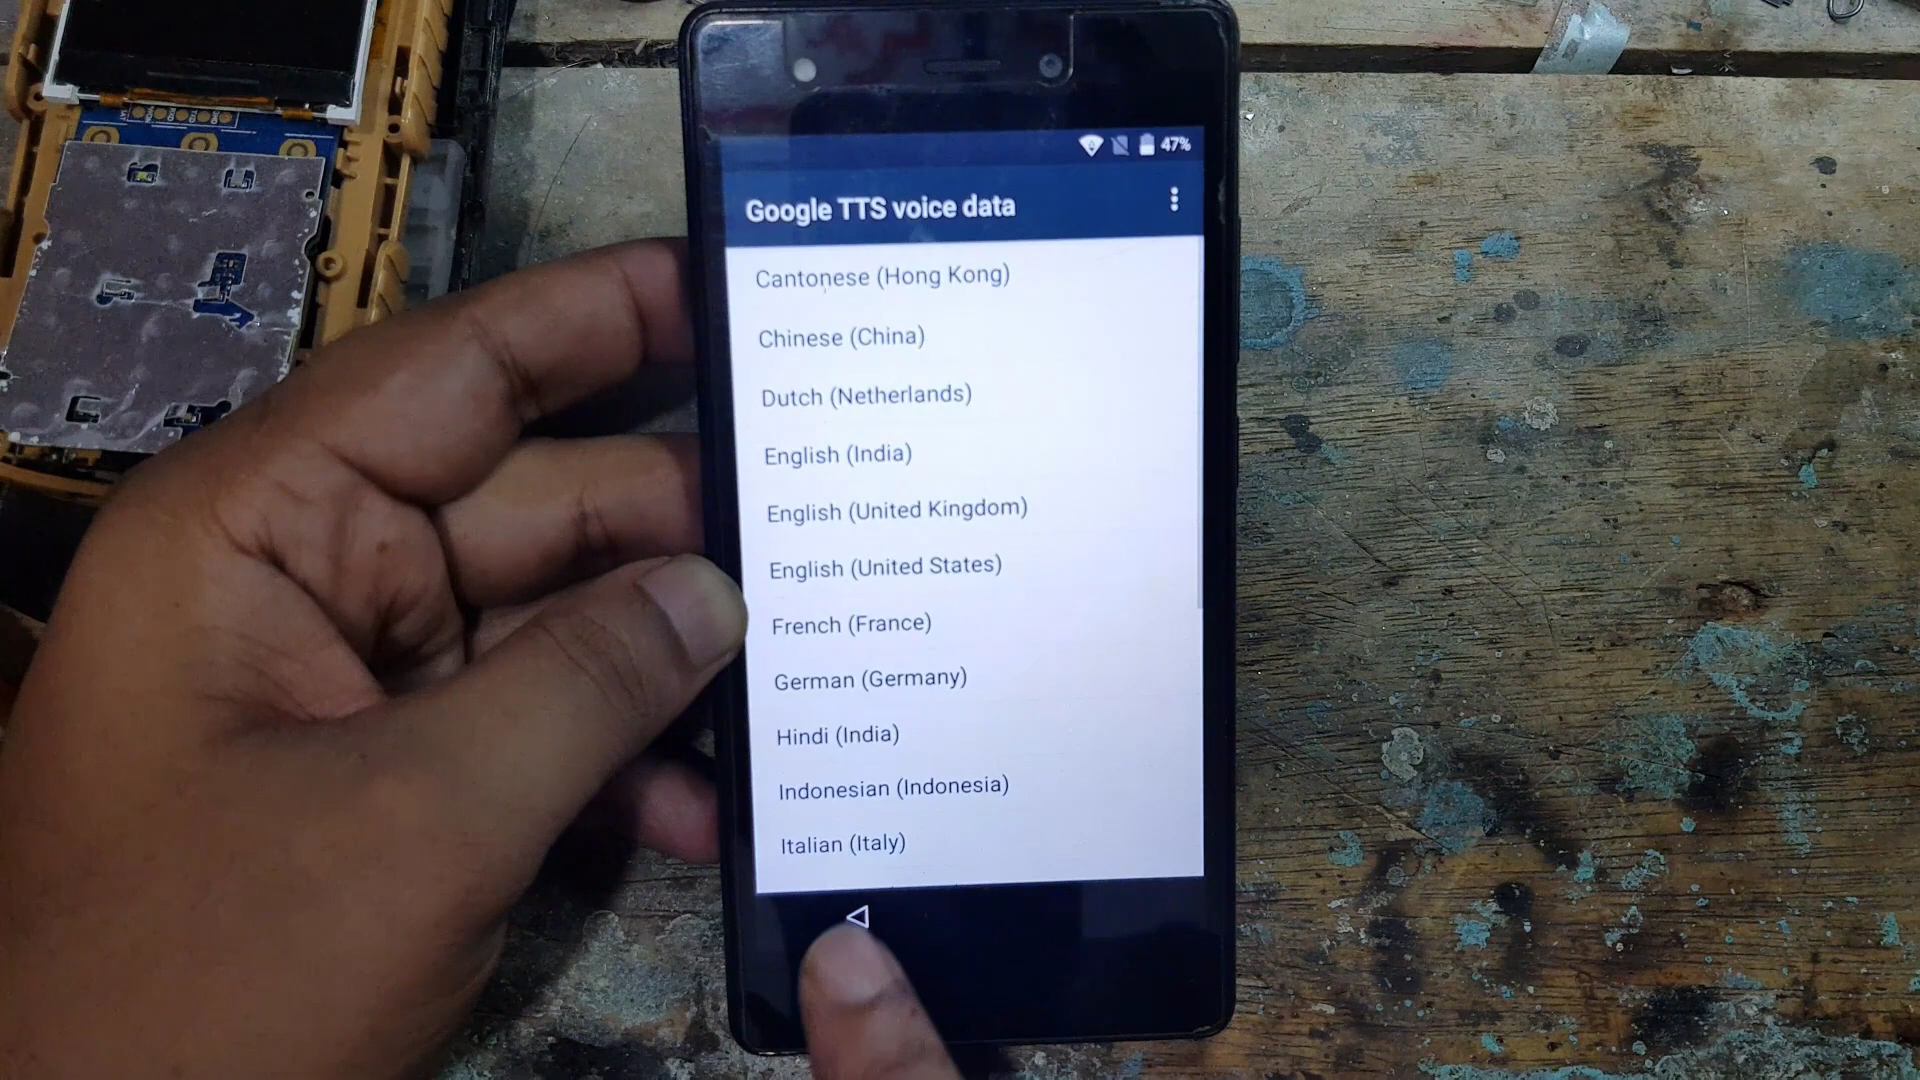 47%
Google TTS voice data
Cantonese (Hong Kong)
Chinese (China)
Dutch (Netherlands)
English (India)
English (United Kingdom)
English (United States)
French (France)
German (Germany)
Hindi (India)
Indonesian (Indonesia)
Italian (Italy)